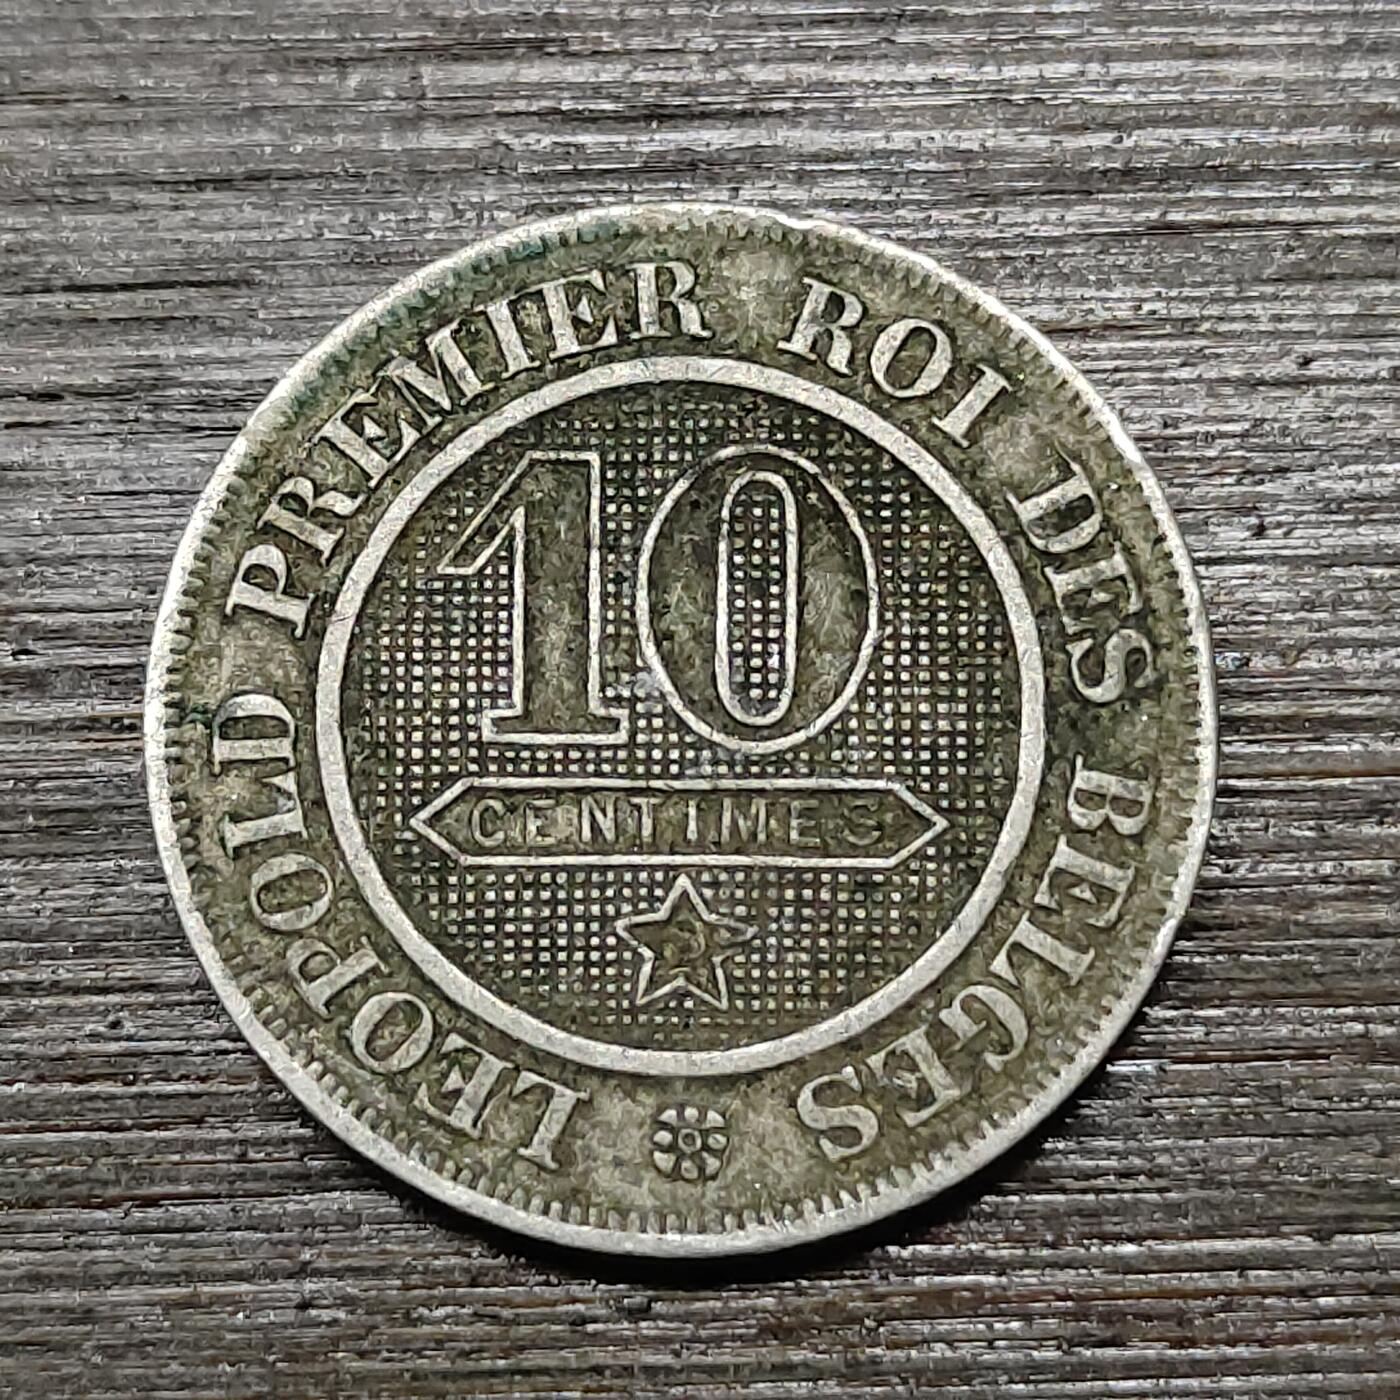 LEOPOLD PREMIER ROI DES BELGES
10
CENTIMES